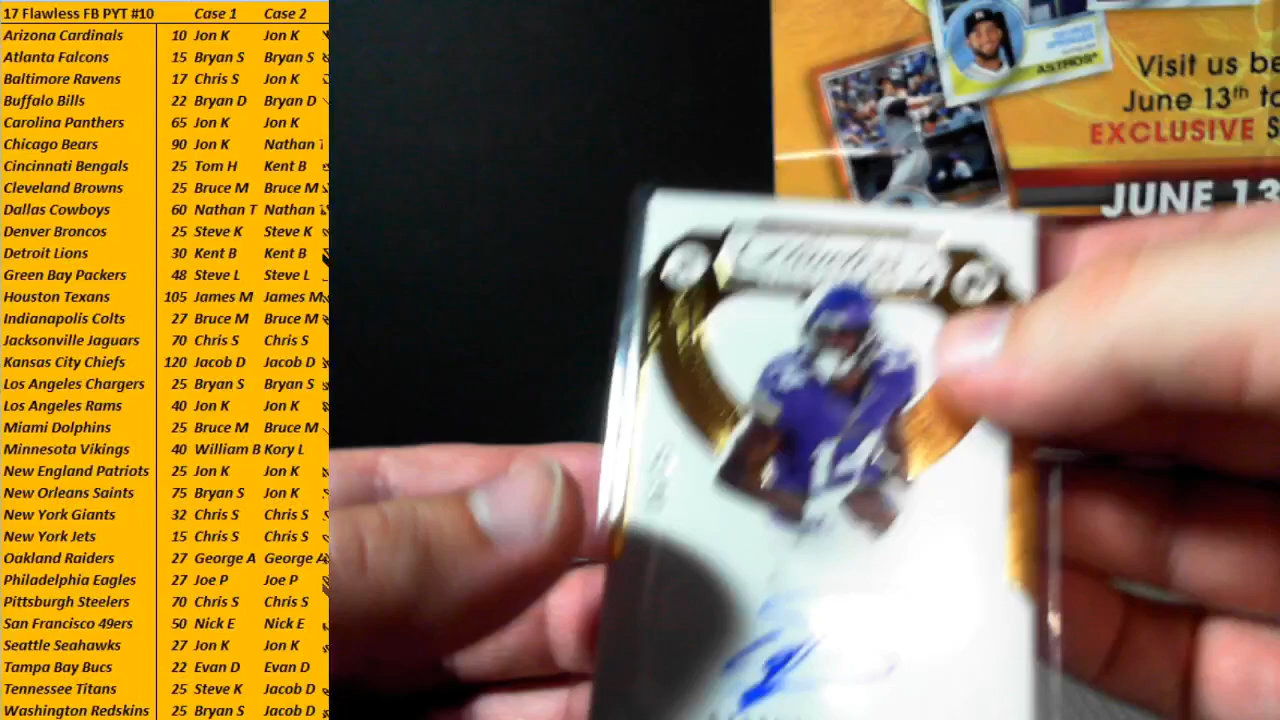 17 Flawless FB PYT #10 Case 1 Case 2
Arizona Cardinals 10 Jon K Jon K
Atlanta Falcons 15 Bryan S Bryan S
Baltimore Ravens 17 Chris S Jon K
Buffalo Bills 22 Bryan D Bryan D
Carolina Panthers 65 Jon K Jon K
Chicago Bears 90 Jon K Nathan T
Cincinnati Bengals 25 Tom H Kent B
Cleveland Browns 25 Bruce M Bruce M
Dallas Cowboys 60 Nathan T Nathan T
Denver Broncos 25 Steve K Steve K
Detroit Lions 30 Kent B Kent B
Green Bay Packers 48 Steve L Steve L
Houston Texans 105 James M James M
Indianapolis Colts 27 Bruce M Bruce M
Jacksonville Jaguars 70 Chris S Chris S
Kansas City Chiefs 120 Jacob D Jacob D
Los Angeles Chargers 25 Bryan S Bryan S
Los Angeles Rams 40 Jon K Jon K
Miami Dolphins 25 Bruce M Bruce M
Minnesota Vikings 40 William B Kory L
New England Patriots 25 Jon K Jon K
New Orleans Saints 75 Bryan S Jon K
New York Giants 32 Chris S Chris S
New York Jets 15 Chris S Chris S
Oakland Raiders 27 George A George A
Philadelphia Eagles 27 Joe P Joe P
Pittsburgh Steelers 70 Chris S Chris S
San Francisco 49ers 50 Nick E Nick E
Seattle Seahawks 27 Jon K Jon K
Tampa Bay Bucs 22 Evan D Evan D
Tennessee Titans 25 Steve K Jacob D
Washington Redskins 25 Bryan S Jacob D
ASTROS
Visit us be
June 13th to
EXCLUSIVE S
JUNE 13
Flawless